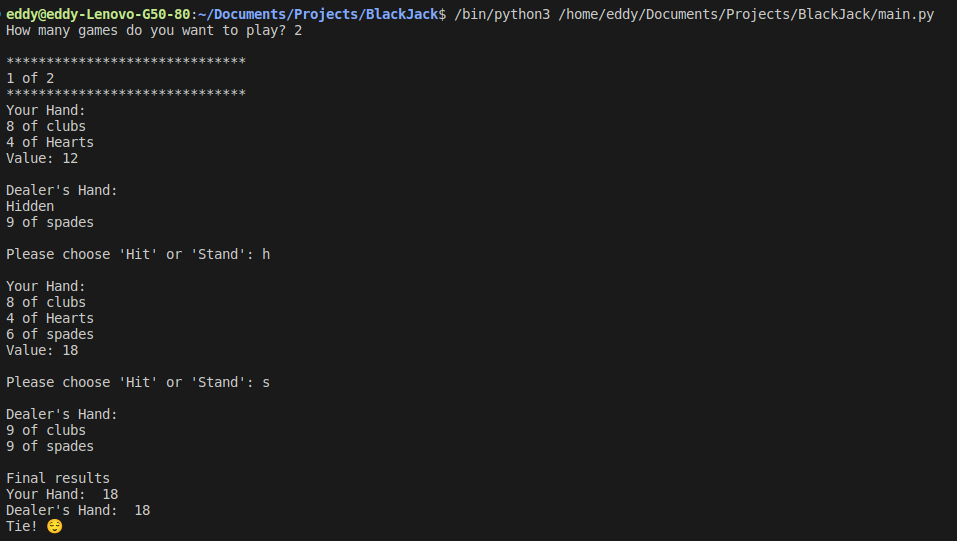 eddy@eddy-Lenovo-G50-80:~/Documents/Projects/BlackJack$ /bin/python3 /home/eddy/Documents/Projects/BlackJack/main.py
How many games do you want to play? 2

******************************
1 of 2
******************************
Your Hand:
8 of clubs
4 of Hearts
Value: 12

Dealer's Hand:
Hidden
9 of spades

Please choose 'Hit' or 'Stand': h

Your Hand:
8 of clubs
4 of Hearts
6 of spades
Value: 18

Please choose 'Hit' or 'Stand': s

Dealer's Hand:
9 of clubs
9 of spades

Final results
Your Hand:  18
Dealer's Hand:  18
Tie! 😌